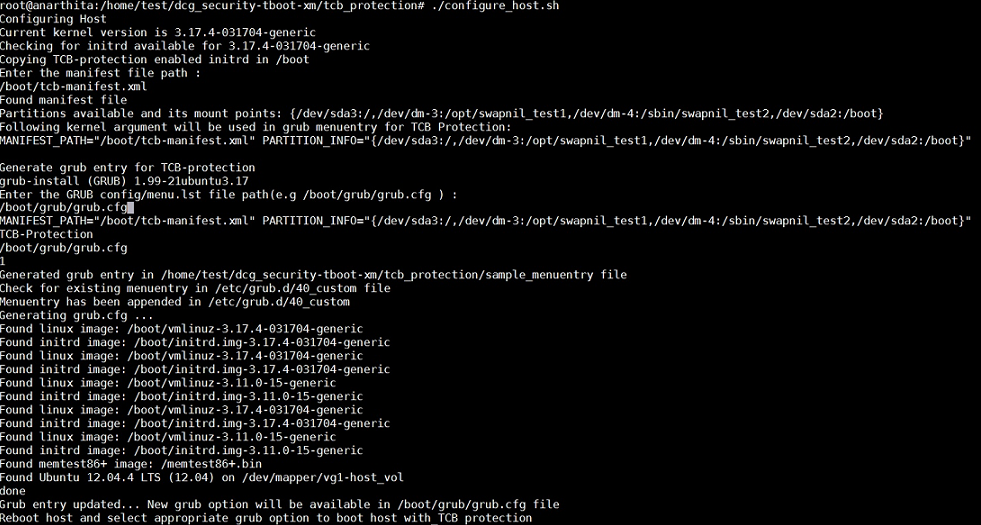 root@anarthita:/home/test/dcg_security-tboot-xm/tcb_protection# ./configure_host.sh
Configuring Host
Current kernel version is 3.17.4-031704-generic
Checking for initrd available for 3.17.4-031704-generic
Copying TCB-protection enabled initrd in /boot
Enter the manifest file path :
/boot/tcb-manifest.xml
Found manifest file
Partitions available and its mount points: {/dev/sda3:/,/dev/dm-3:/opt/swapnil_test1,/dev/dm-4:/sbin/swapnil_test2,/dev/sda2:/boot}
Following kernel argument will be used in grub menuentry for TCB Protection:
MANIFEST_PATH="/boot/tcb-manifest.xml" PARTITION_INFO="{/dev/sda3:/,/dev/dm-3:/opt/swapnil_test1,/dev/dm-4:/sbin/swapnil_test2,/dev/sda2:/boot}"
Generate grub entry for TCB-protection
grub-install (GRUB) 1.99-21ubuntu3.17
Enter the GRUB config/menu.lst file path(e.g /boot/grub/grub.cfg ) :
/boot/grub/grub.cfg
MANIFEST_PATH="/boot/tcb-manifest.xml" PARTITION_INFO="{/dev/sda3:/,/dev/dm-3:/opt/swapnil_test1,/dev/dm-4:/sbin/swapnil_test2,/dev/sda2:/boot}"
TCB-Protection
/boot/grub/grub.cfg
1
Generated grub entry in /home/test/dcg_security-tboot-xm/tcb_protection/sample_menuentry file
Check for existing menuentry in /etc/grub.d/40_custom file
Menuentry has been appended in /etc/grub.d/40_custom
Generating grub.cfg ...
Found linux image: /boot/vmlinuz-3.17.4-031704-generic
Found initrd image: /boot/initrd.img-3.17.4-031704-generic
Found linux image: /boot/vmlinuz-3.17.4-031704-generic
Found initrd image: /boot/initrd.img-3.17.4-031704-generic
Found linux image: /boot/vmlinuz-3.11.0-15-generic
Found initrd image: /boot/initrd.img-3.11.0-15-generic
Found linux image: /boot/vmlinuz-3.17.4-031704-generic
Found initrd image: /boot/initrd.img-3.17.4-031704-generic
Found linux image: /boot/vmlinuz-3.11.0-15-generic
Found initrd image: /boot/initrd.img-3.11.0-15-generic
Found memtest86+ image: /memtest86+.bin
Found Ubuntu 12.04.4 LTS (12.04) on /dev/mapper/vg1-host_vol
done
Grub entry updated... New grub option will be available in /boot/grub/grub.cfg file
Reboot host and select appropriate grub option to boot host with TCB protection